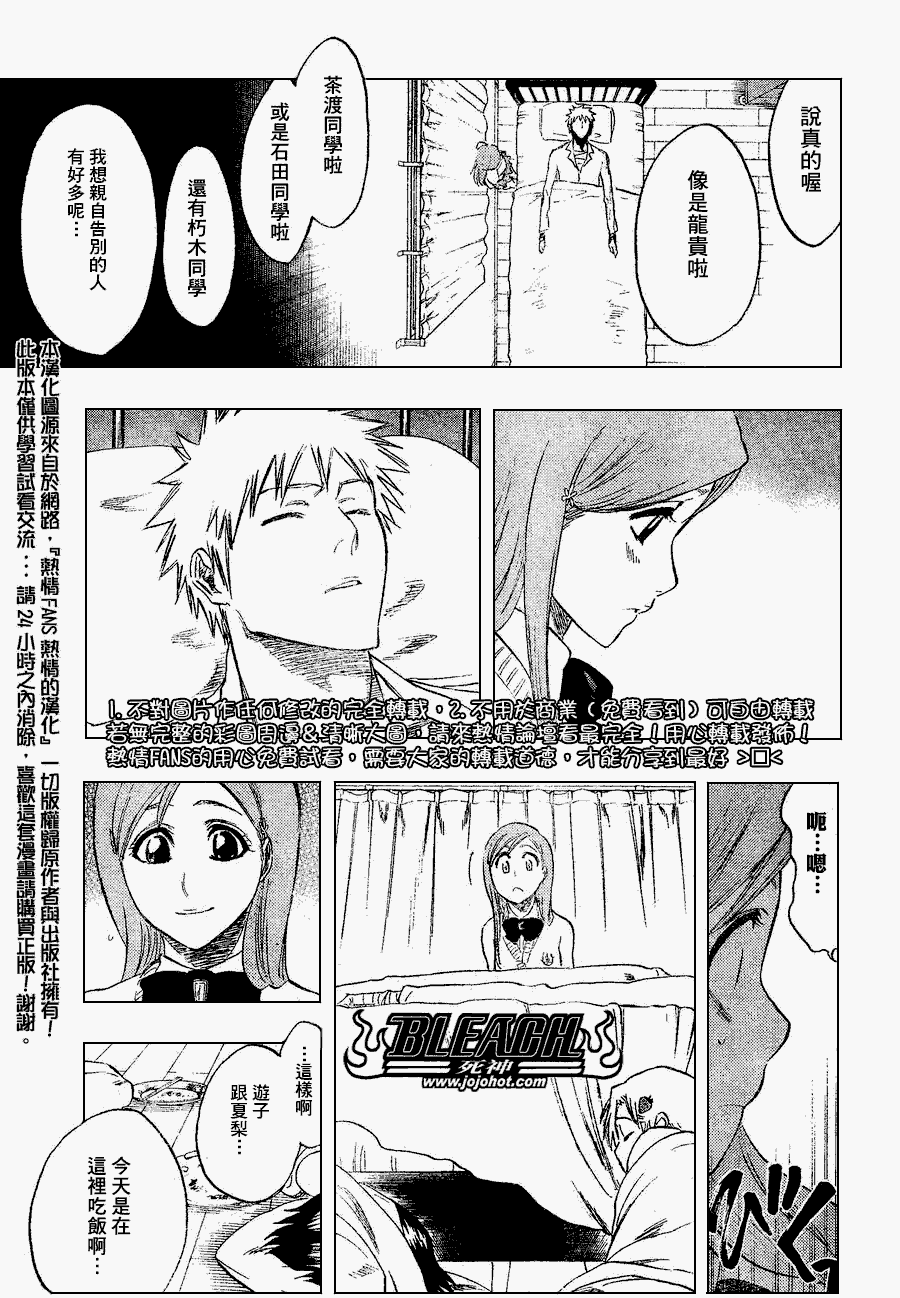 說真的喔
像是龍貴啦
茶渡同學啦
或是石田同學啦
還有朽木同學
我想親自告別的人
有好多呢…
1.不對圖片作任何修改的完全轉載，2.不用於商業（免費看到）可自由轉載
若無完整的彩圖周漫&清晰大圖，請來熱情論壇看最完全！用心轉載發佈！
熱情FANS的用心免費試看，需要大家的轉載道德，才能分享到最好 >口<
呃…嗯…
びくっ
BLEACH
死神
www.jojohot.com
…這樣啊
遊子
跟夏梨…
今天是在
這裡吃飯啊…
本漢化圖源來自於網路，『熱情FANS 熱情的漢化』一切版權歸原作者與出版社擁有！
此版本僅供學習試看交流… 請24小時之內消除，喜歡這套漫畫請購買正版！謝謝。